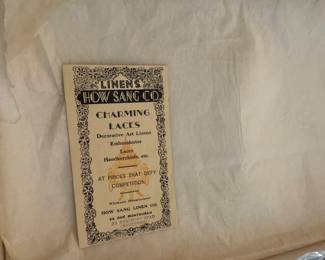 LINENS
HOW SANG CO
CHARMING
LACES
Decorative Art Linens
Embroideries
Laces
Handkerchiefs, etc.
AT PRICES THAT DEFY
COMPETITION
HOW SANG LINEN CO.